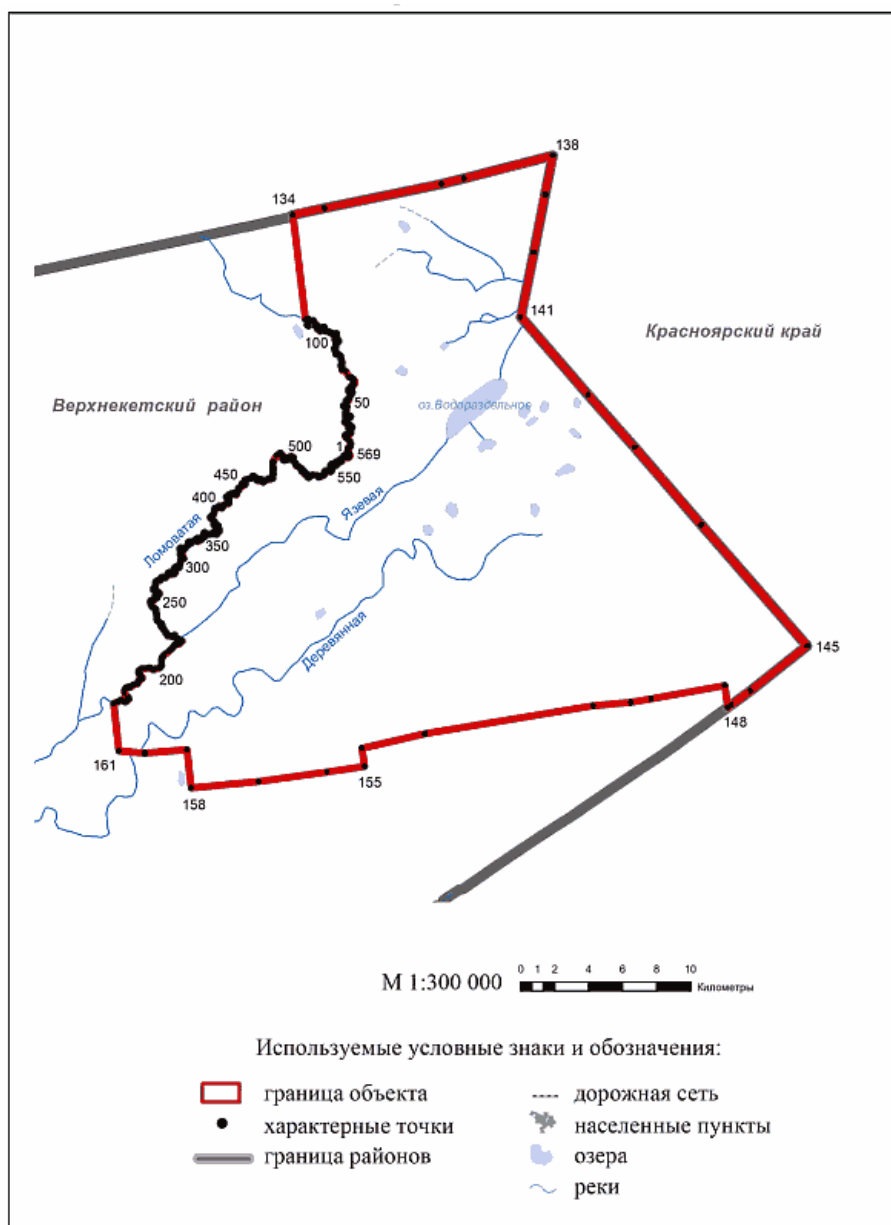 138
134
141
Красноярский край
100
Верхнекетский район
50
оз.Водораздельное
1
500
569
450
550
400
Язевая
Ломоватая
350
300
250
Деревянная
145
200
148
161
155
158
М 1:300 000
0 1 2 4 6 8 10
Километры
Используемые условные знаки и обозначения:
граница объекта
дорожная сеть
характерные точки
населенные пункты
граница районов
озера
реки